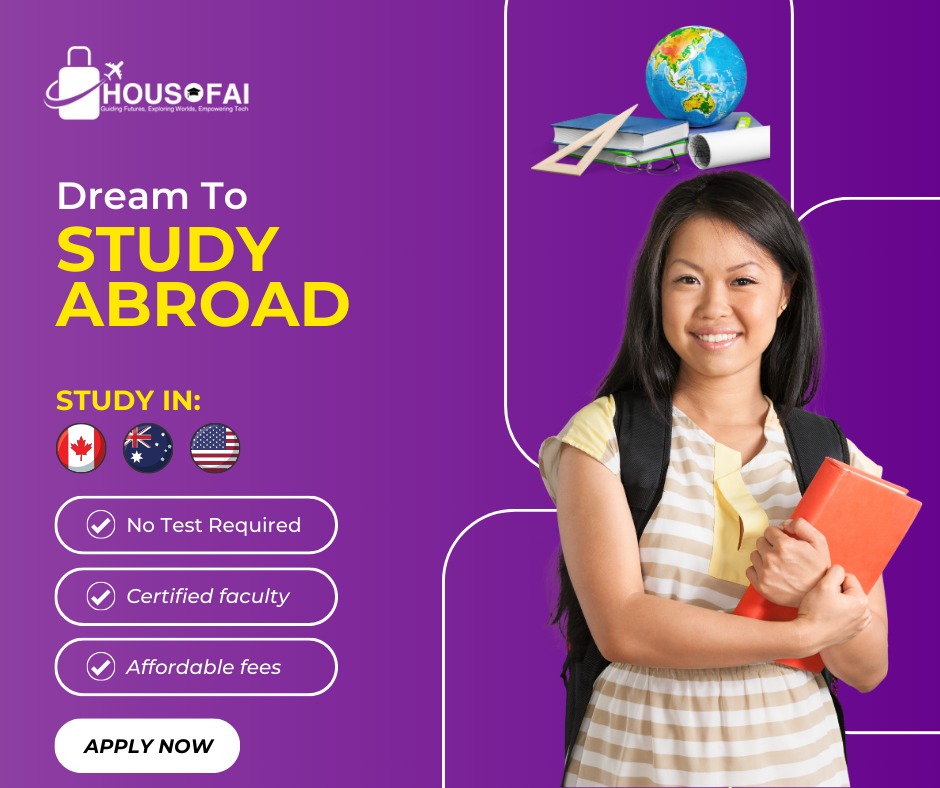 HOUSOFAI
Guiding Futures, Exploring Worlds, Empowering Tech
Dream To
STUDY
ABROAD
STUDY IN:
No Test Required
Certified faculty
Affordable fees
APPLY NOW